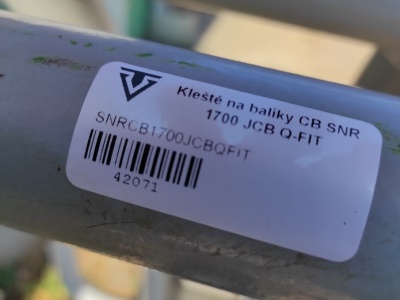 Kleště na balíky CB SNR
1700 JCB Q-FIT
SNRCB1700JCBQFIT
42071